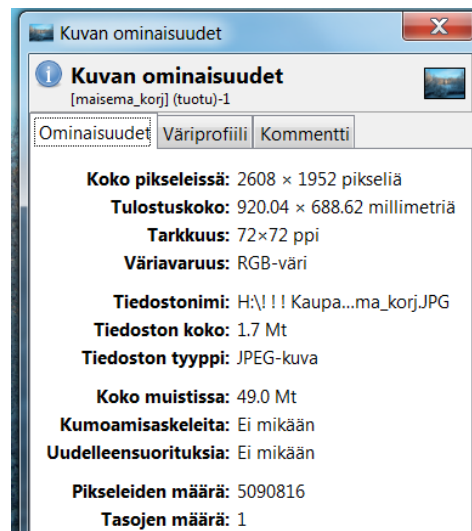 Kuvan ominaisuudet
Kuvan ominaisuudet
[maisema_korj] (tuotu)-1
Ominaisuudet Väriprofiili Kommentti
Koko pikseleissä: 2608 × 1952 pikseliä
Tulostuskoko: 920.04 × 688.62 millimetriä
Tarkkuus: 72×72 ppi
Väriavaruus: RGB-väri
Tiedostonimi: H:\! ! ! Kaupa...ma_korj.JPG
Tiedoston koko: 1.7 Mt
Tiedoston tyyppi: JPEG-kuva
Koko muistissa: 49.0 Mt
Kumoamisaskeleita: Ei mikään
Uudelleensuorituksia: Ei mikään
Pikseleiden määrä: 5090816
Tasojen määrä: 1